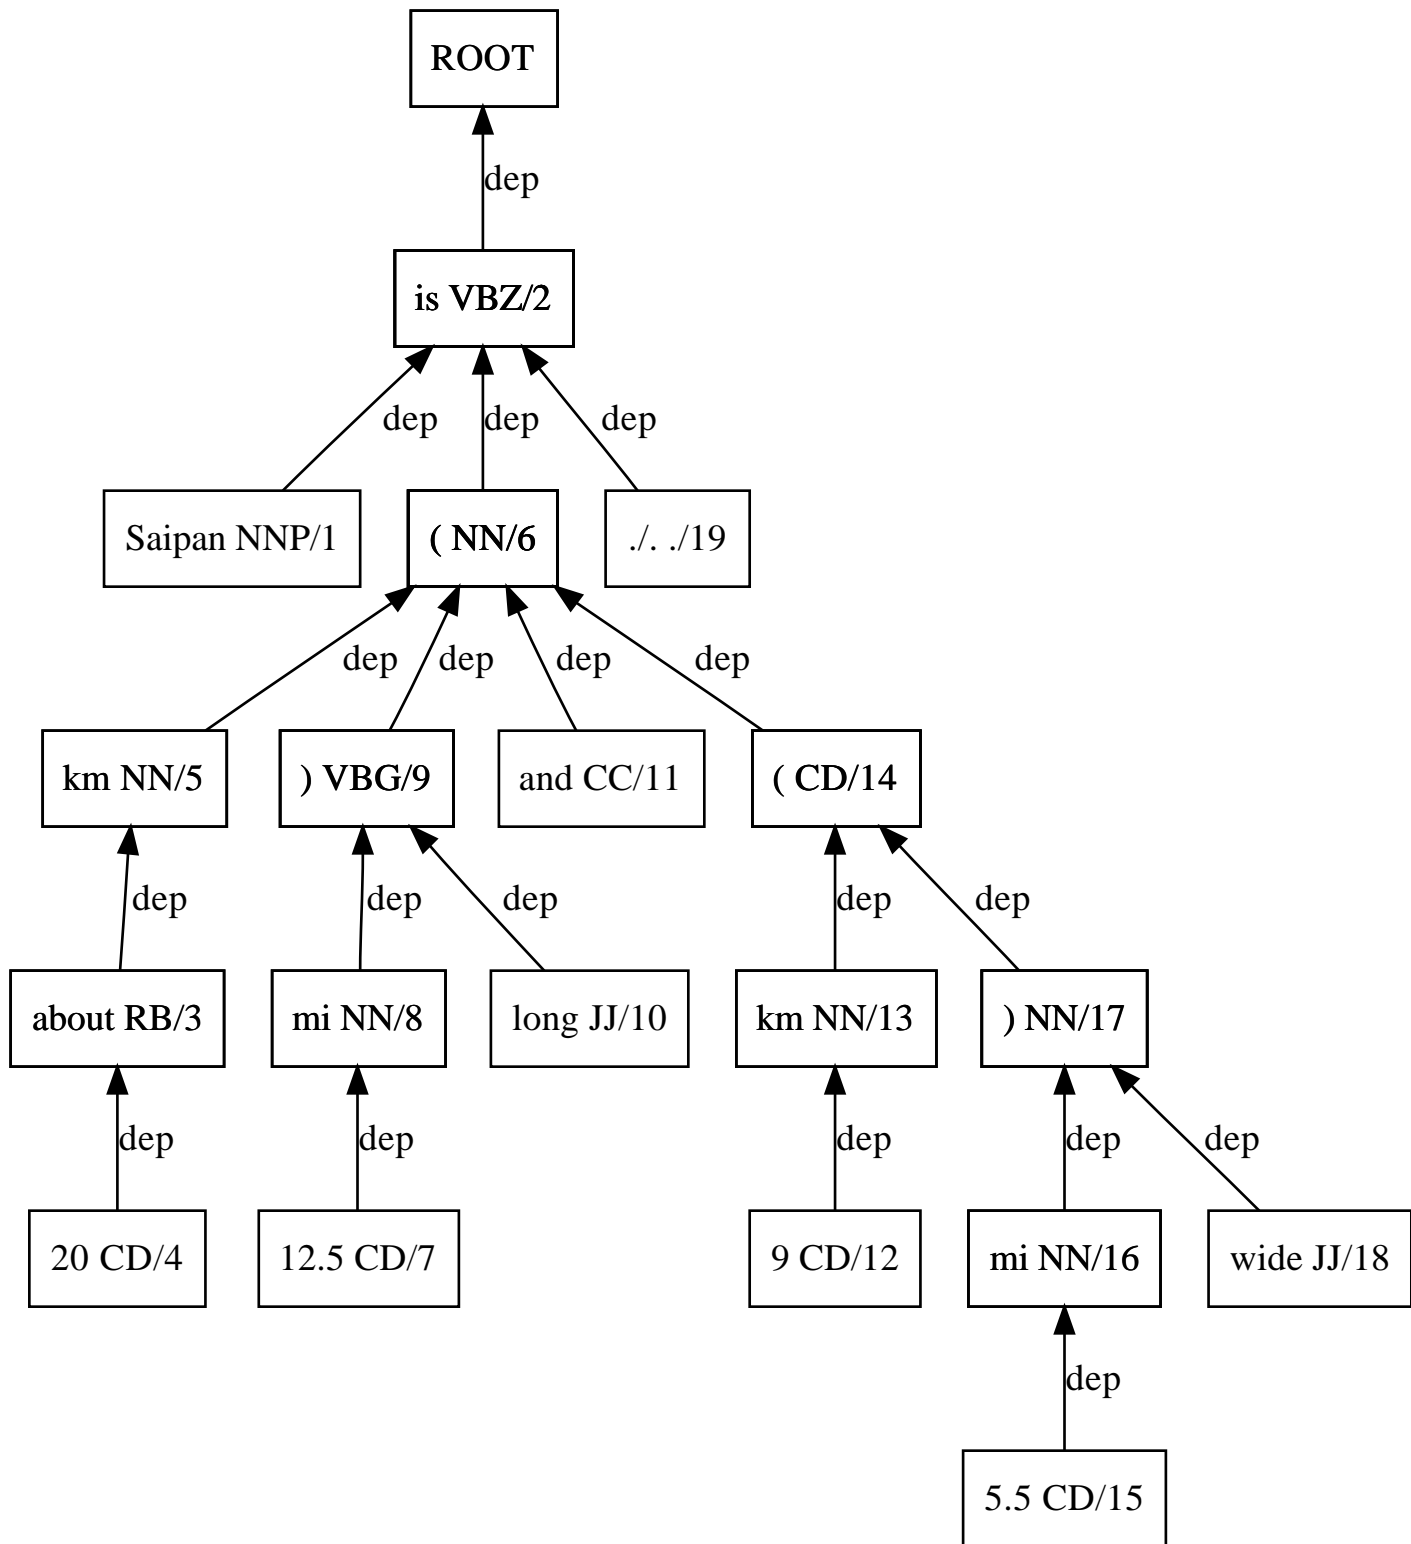 ROOT
dep
is VBZ/2
dep dep dep
Saipan NNP/1 ( NN/6 ./. ./19
dep dep dep dep
km NN/5 ) VBG/9 and CC/11 ( CD/14
dep dep dep dep dep
about RB/3 mi NN/8 long JJ/10 km NN/13 ) NN/17
dep dep dep dep dep
20 CD/4 12.5 CD/7 9 CD/12 mi NN/16 wide JJ/18
dep
5.5 CD/15